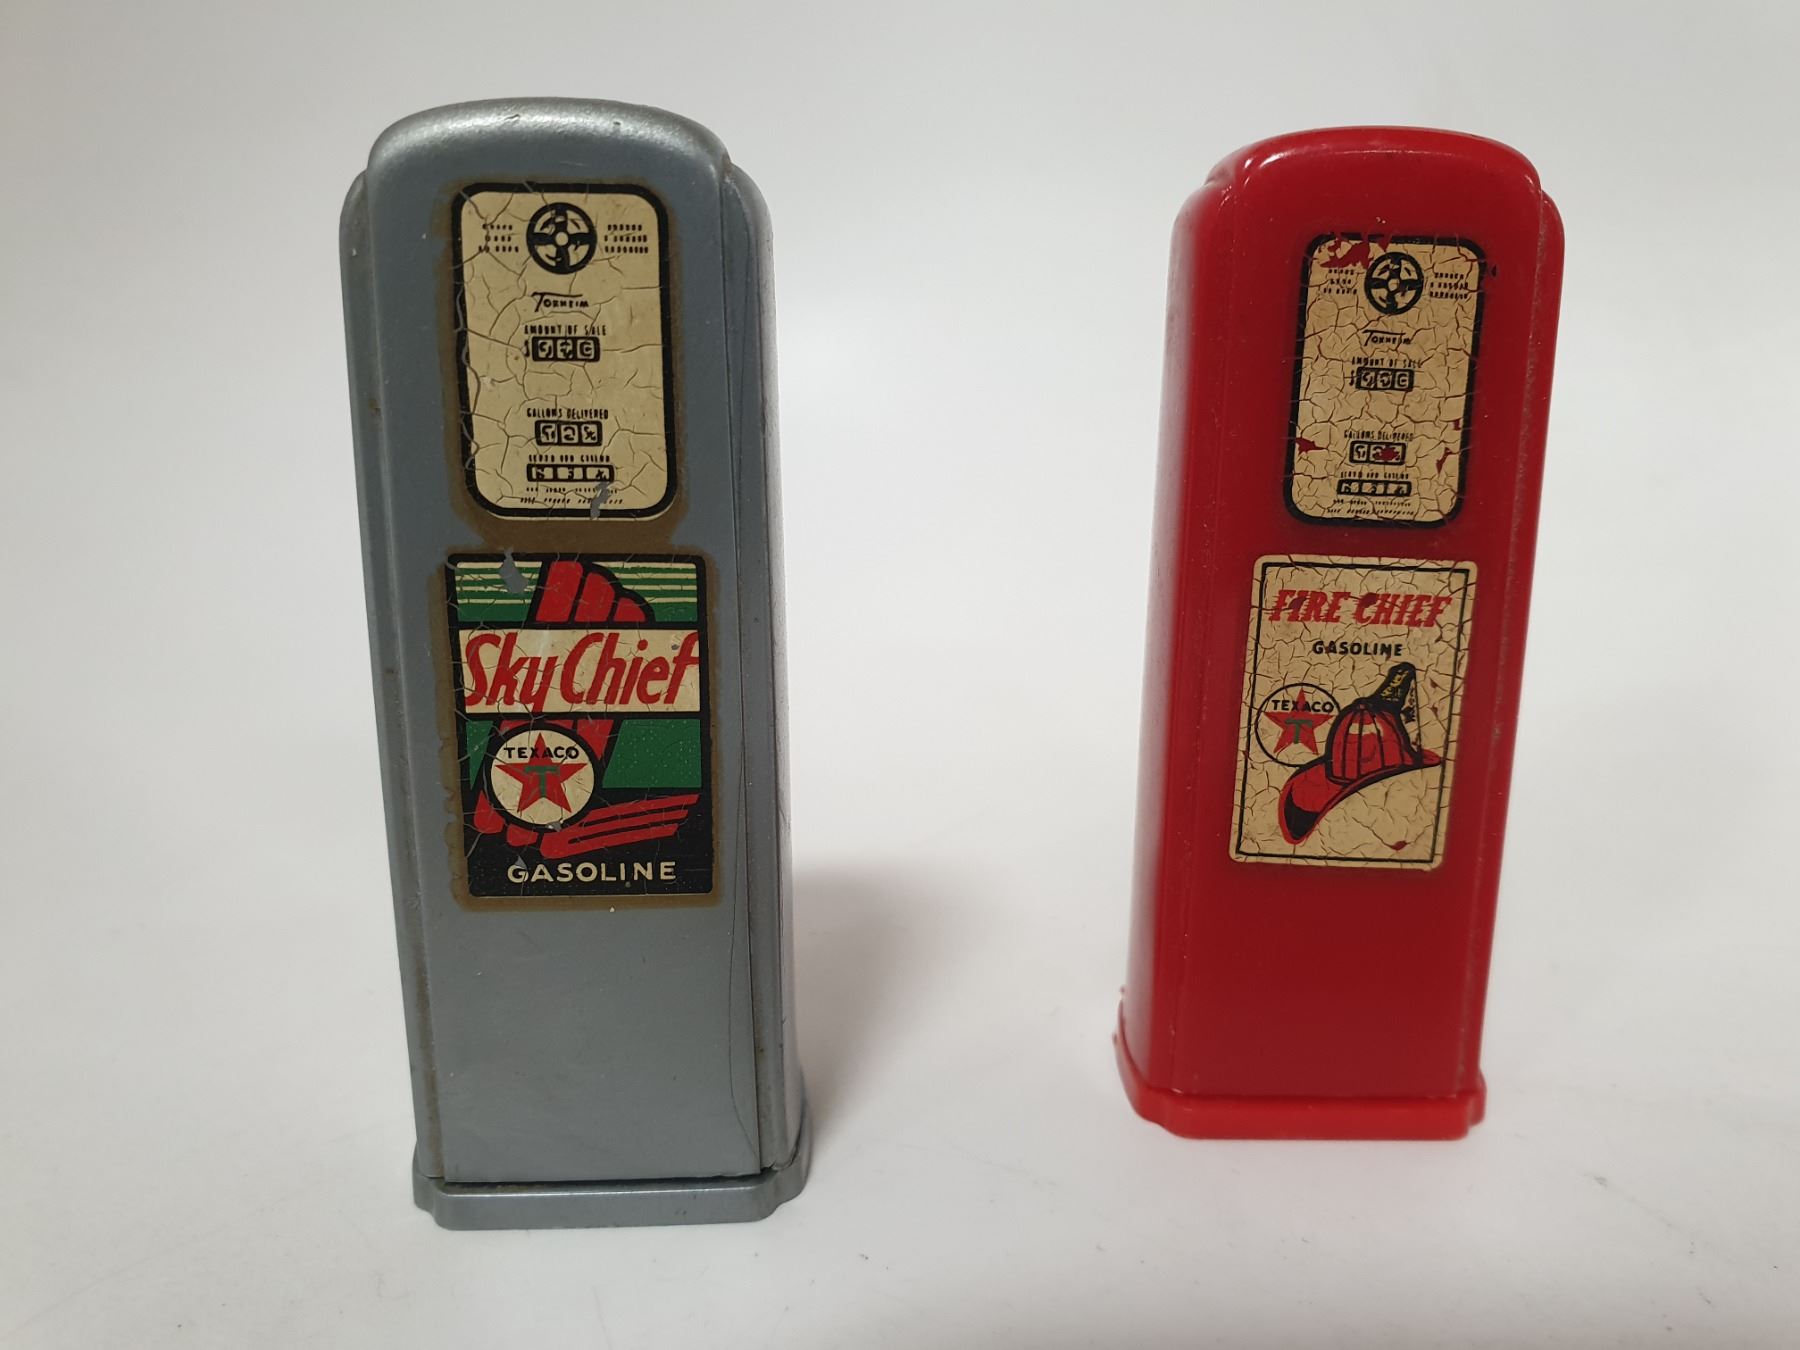 Tokheim
AMOUNT OF SALE
$
GALLONS DELIVERED
Sky Chief
TEXACO
T
GASOLINE
Tokheim
AMOUNT OF SALE
$
GALLONS DELIVERED
FIRE CHIEF
GASOLINE
TEXACO
T